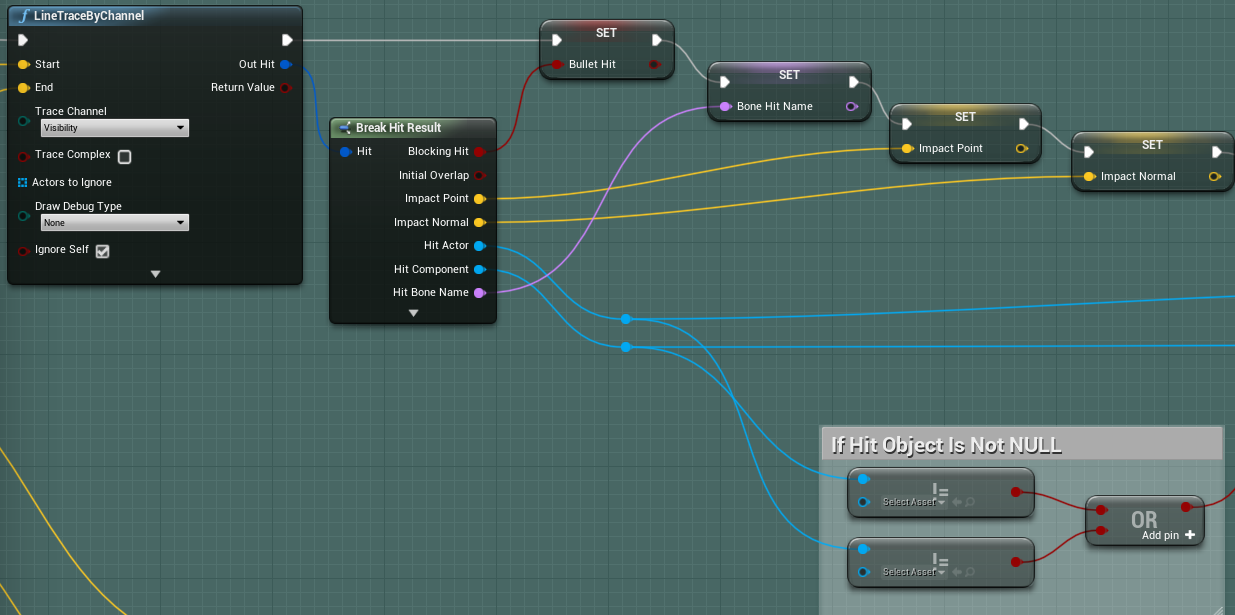 LineTraceByChannel
Start
Out Hit
End
Return Value
Trace Channel
Visibility
Trace Complex
Actors to Ignore
Draw Debug Type
None
Ignore Self
Break Hit Result
Hit
Blocking Hit
Initial Overlap
Impact Point
Impact Normal
Hit Actor
Hit Component
Hit Bone Name
SET
Bullet Hit
SET
Bone Hit Name
SET
Impact Point
SET
Impact Normal
If Hit Object Is Not NULL
!=
Select Asset
!=
Select Asset
OR
Add pin